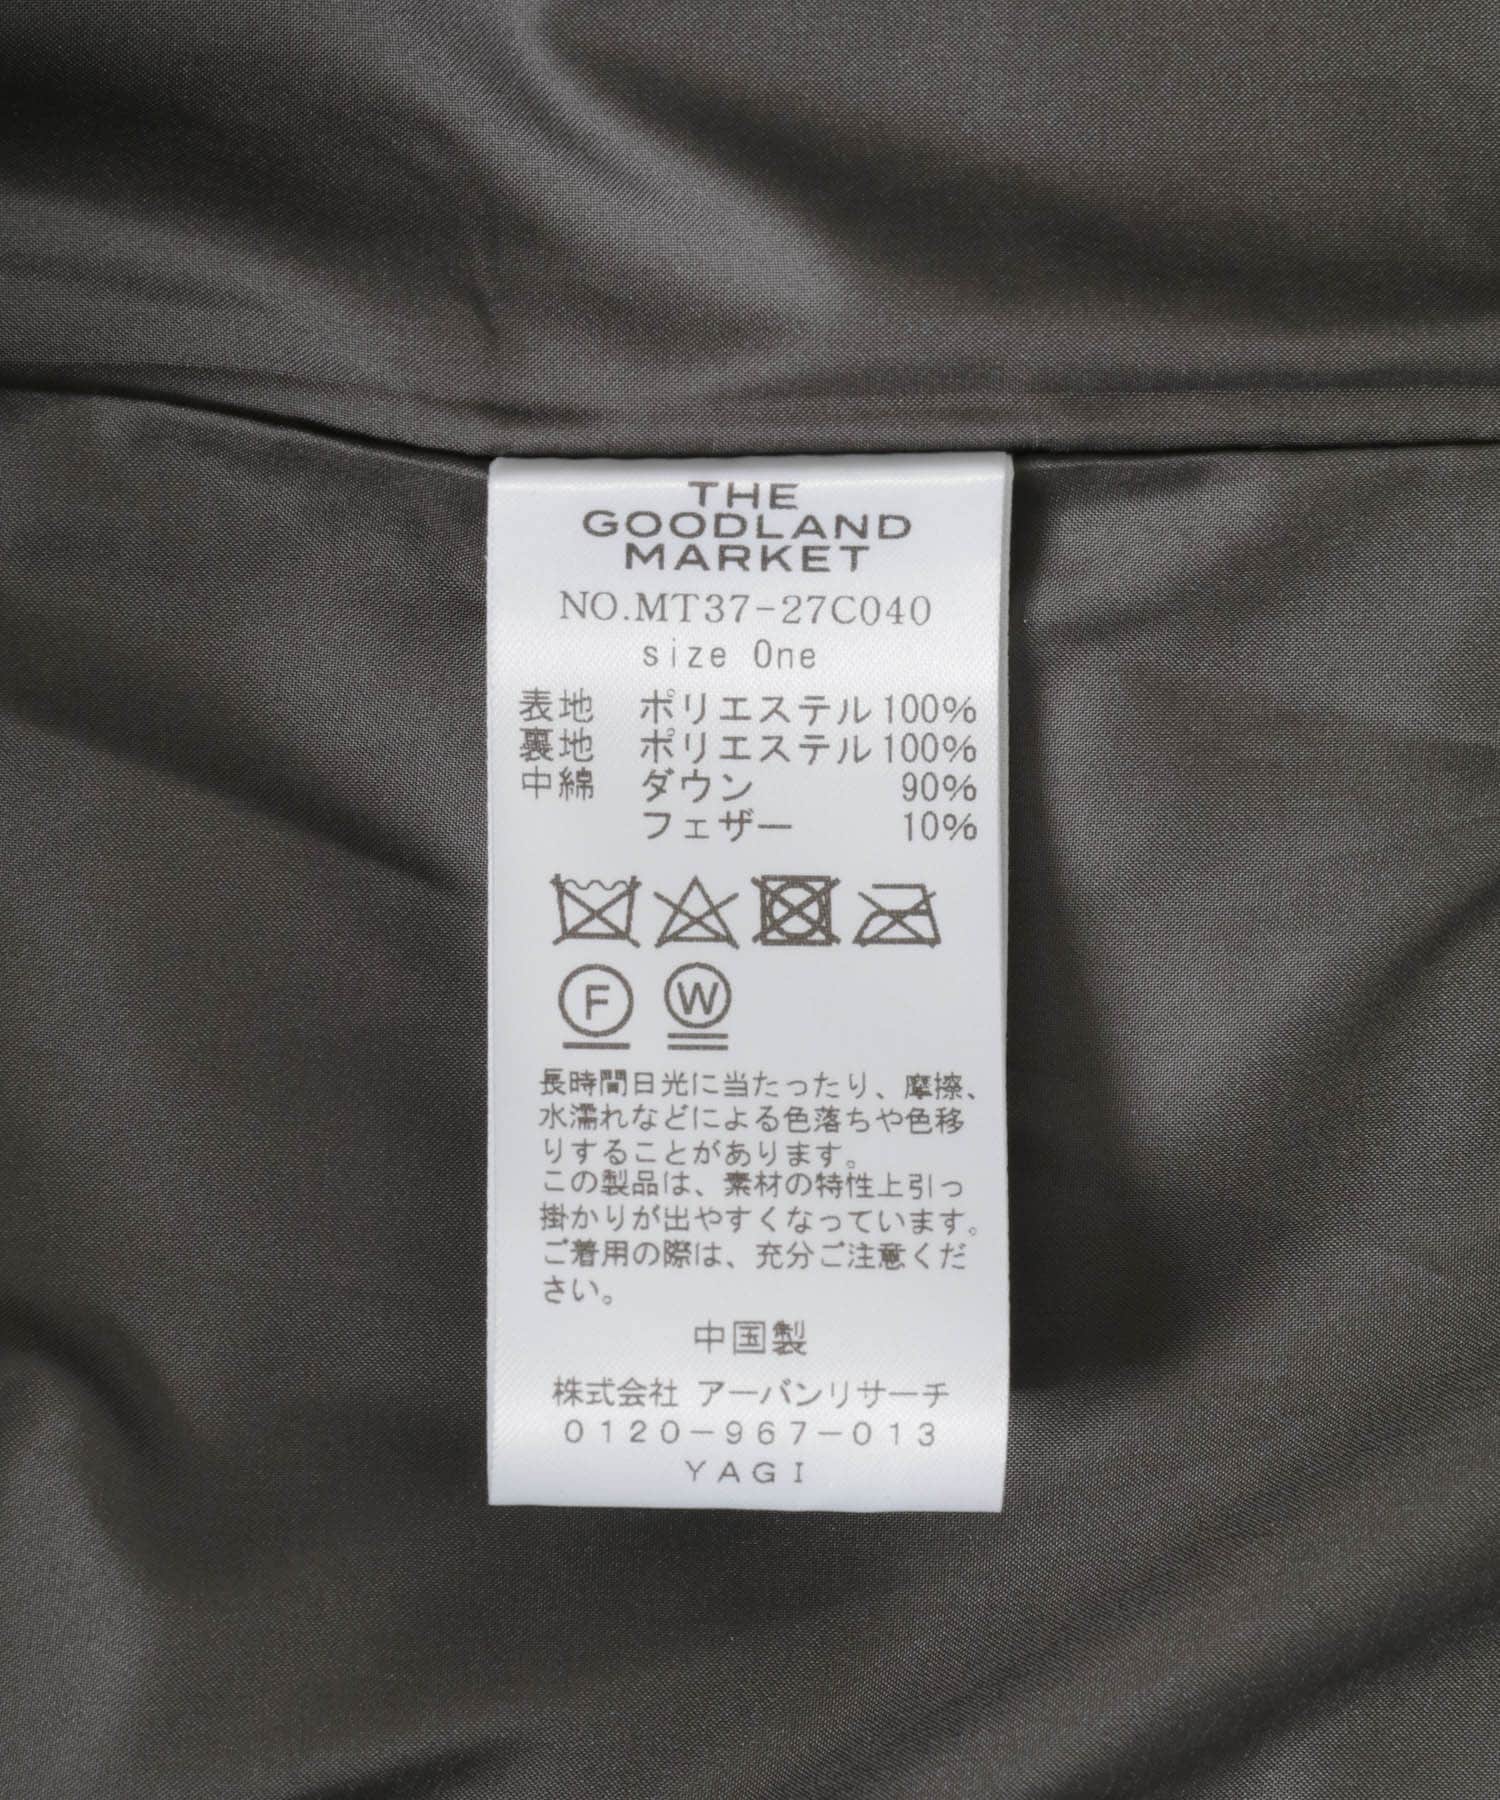 THE
GOODLAND
MARKET
NO.MT37-27C040
size One
表地 ポリエステル100%
裏地 ポリエステル100%
中綿 ダウン 90%
フェザー 10%
F W
長時間日光に当たったり、摩擦、
水濡れなどによる色落ちや色移
りすることがあります。
この製品は、素材の特性上引っ
掛かりが出やすくなっています。
ご着用の際は、充分ご注意くだ
さい。
中国製
株式会社 アーバンリサーチ
0120-967-013
YAGI